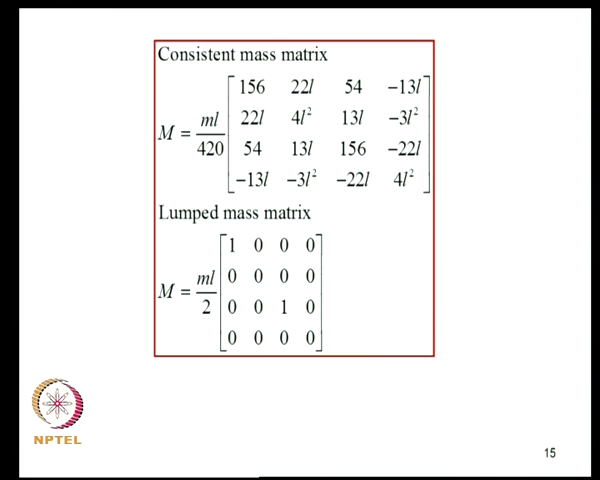 Consistent mass matrix
M = ml/420 [156 22l 54 −13l
22l 4l² 13l −3l²
54 13l 156 −22l
−13l −3l² −22l 4l²]
Lumped mass matrix
M = ml/2 [1 0 0 0
0 0 0 0
0 0 1 0
0 0 0 0]
NPTEL
15